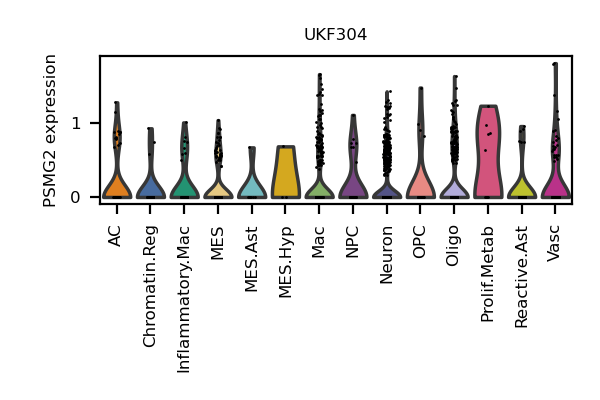 UKF304
PSMG2 expression
1
0
AC
Chromatin.Reg
Inflammatory.Mac
MES
MES.Ast
MES.Hyp
Mac
NPC
Neuron
OPC
Oligo
Prolif.Metab
Reactive.Ast
Vasc